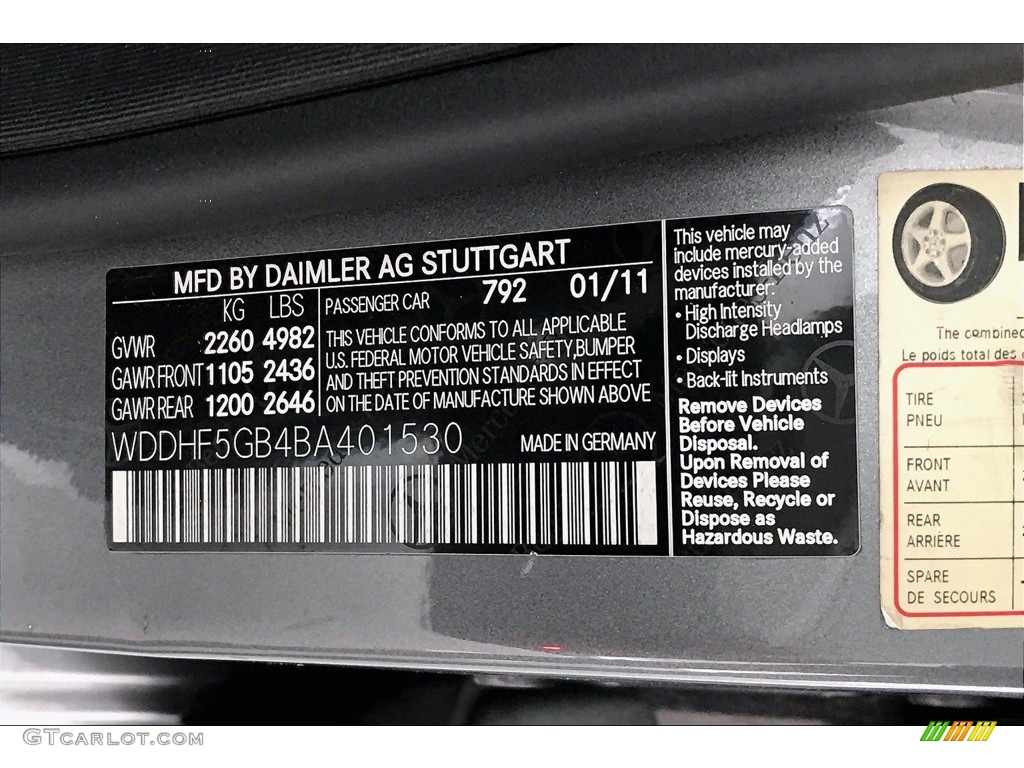 MFD BY DAIMLER AG STUTTGART
KG LBS
GVWR 2260 4982
GAWR FRONT 1105 2436
GAWR REAR 1200 2646
PASSENGER CAR 792 01/11
THIS VEHICLE CONFORMS TO ALL APPLICABLE
U.S. FEDERAL MOTOR VEHICLE SAFETY,BUMPER
AND THEFT PREVENTION STANDARDS IN EFFECT
ON THE DATE OF MANUFACTURE SHOWN ABOVE
WDDHF5GB4BA401530 MADE IN GERMANY
This vehicle may
include mercury-added
devices installed by the
manufacturer:
• High Intensity
Discharge Headlamps
• Displays
• Back-lit Instruments
Remove Devices
Before Vehicle
Disposal.
Upon Removal of
Devices Please
Reuse, Recycle or
Dispose as
Hazardous Waste.
The combined
Le poids total des
TIRE
PNEU
FRONT
AVANT
REAR
ARRIÈRE
SPARE
DE SECOURS
GTcarlot.com